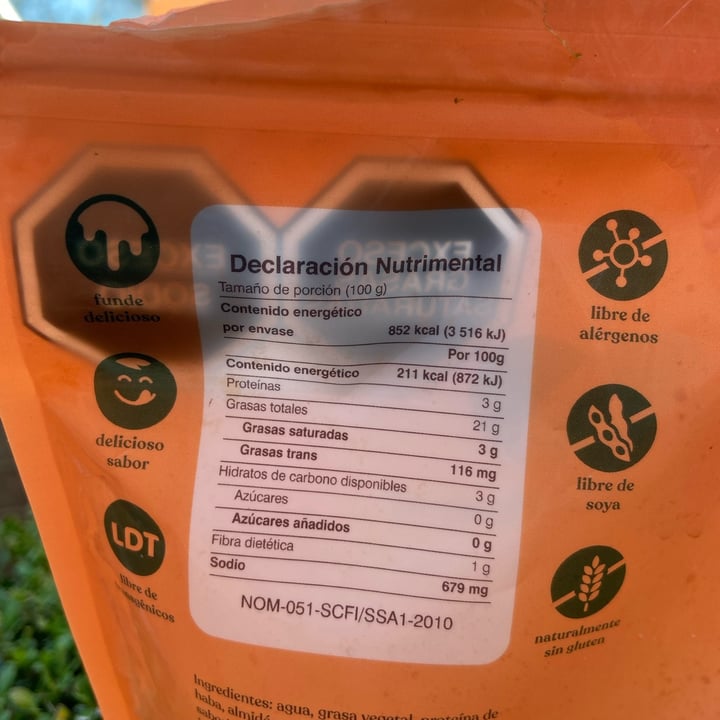 Declaración Nutrimental
Tamaño de porción (100 g)
Contenido energético
por envase 852 kcal (3 516 kJ)
Por 100g
Contenido energético 211 kcal (872 kJ)
Proteínas 3 g
Grasas totales 21 g
Grasas saturadas 3 g
Grasas trans 116 mg
Hidratos de carbono disponibles 3 g
Azúcares 0 g
Azúcares añadidos 0 g
Fibra dietética 1 g
Sodio 679 mg
NOM-051-SCFI/SSA1-2010
funde
delicioso
delicioso
sabor
LDT
libre de
libre de
alérgenos
libre de
soya
naturalmente
sin gluten
EXCESO
Ingredientes: agua, grasa vegetal, proteína de
haba,